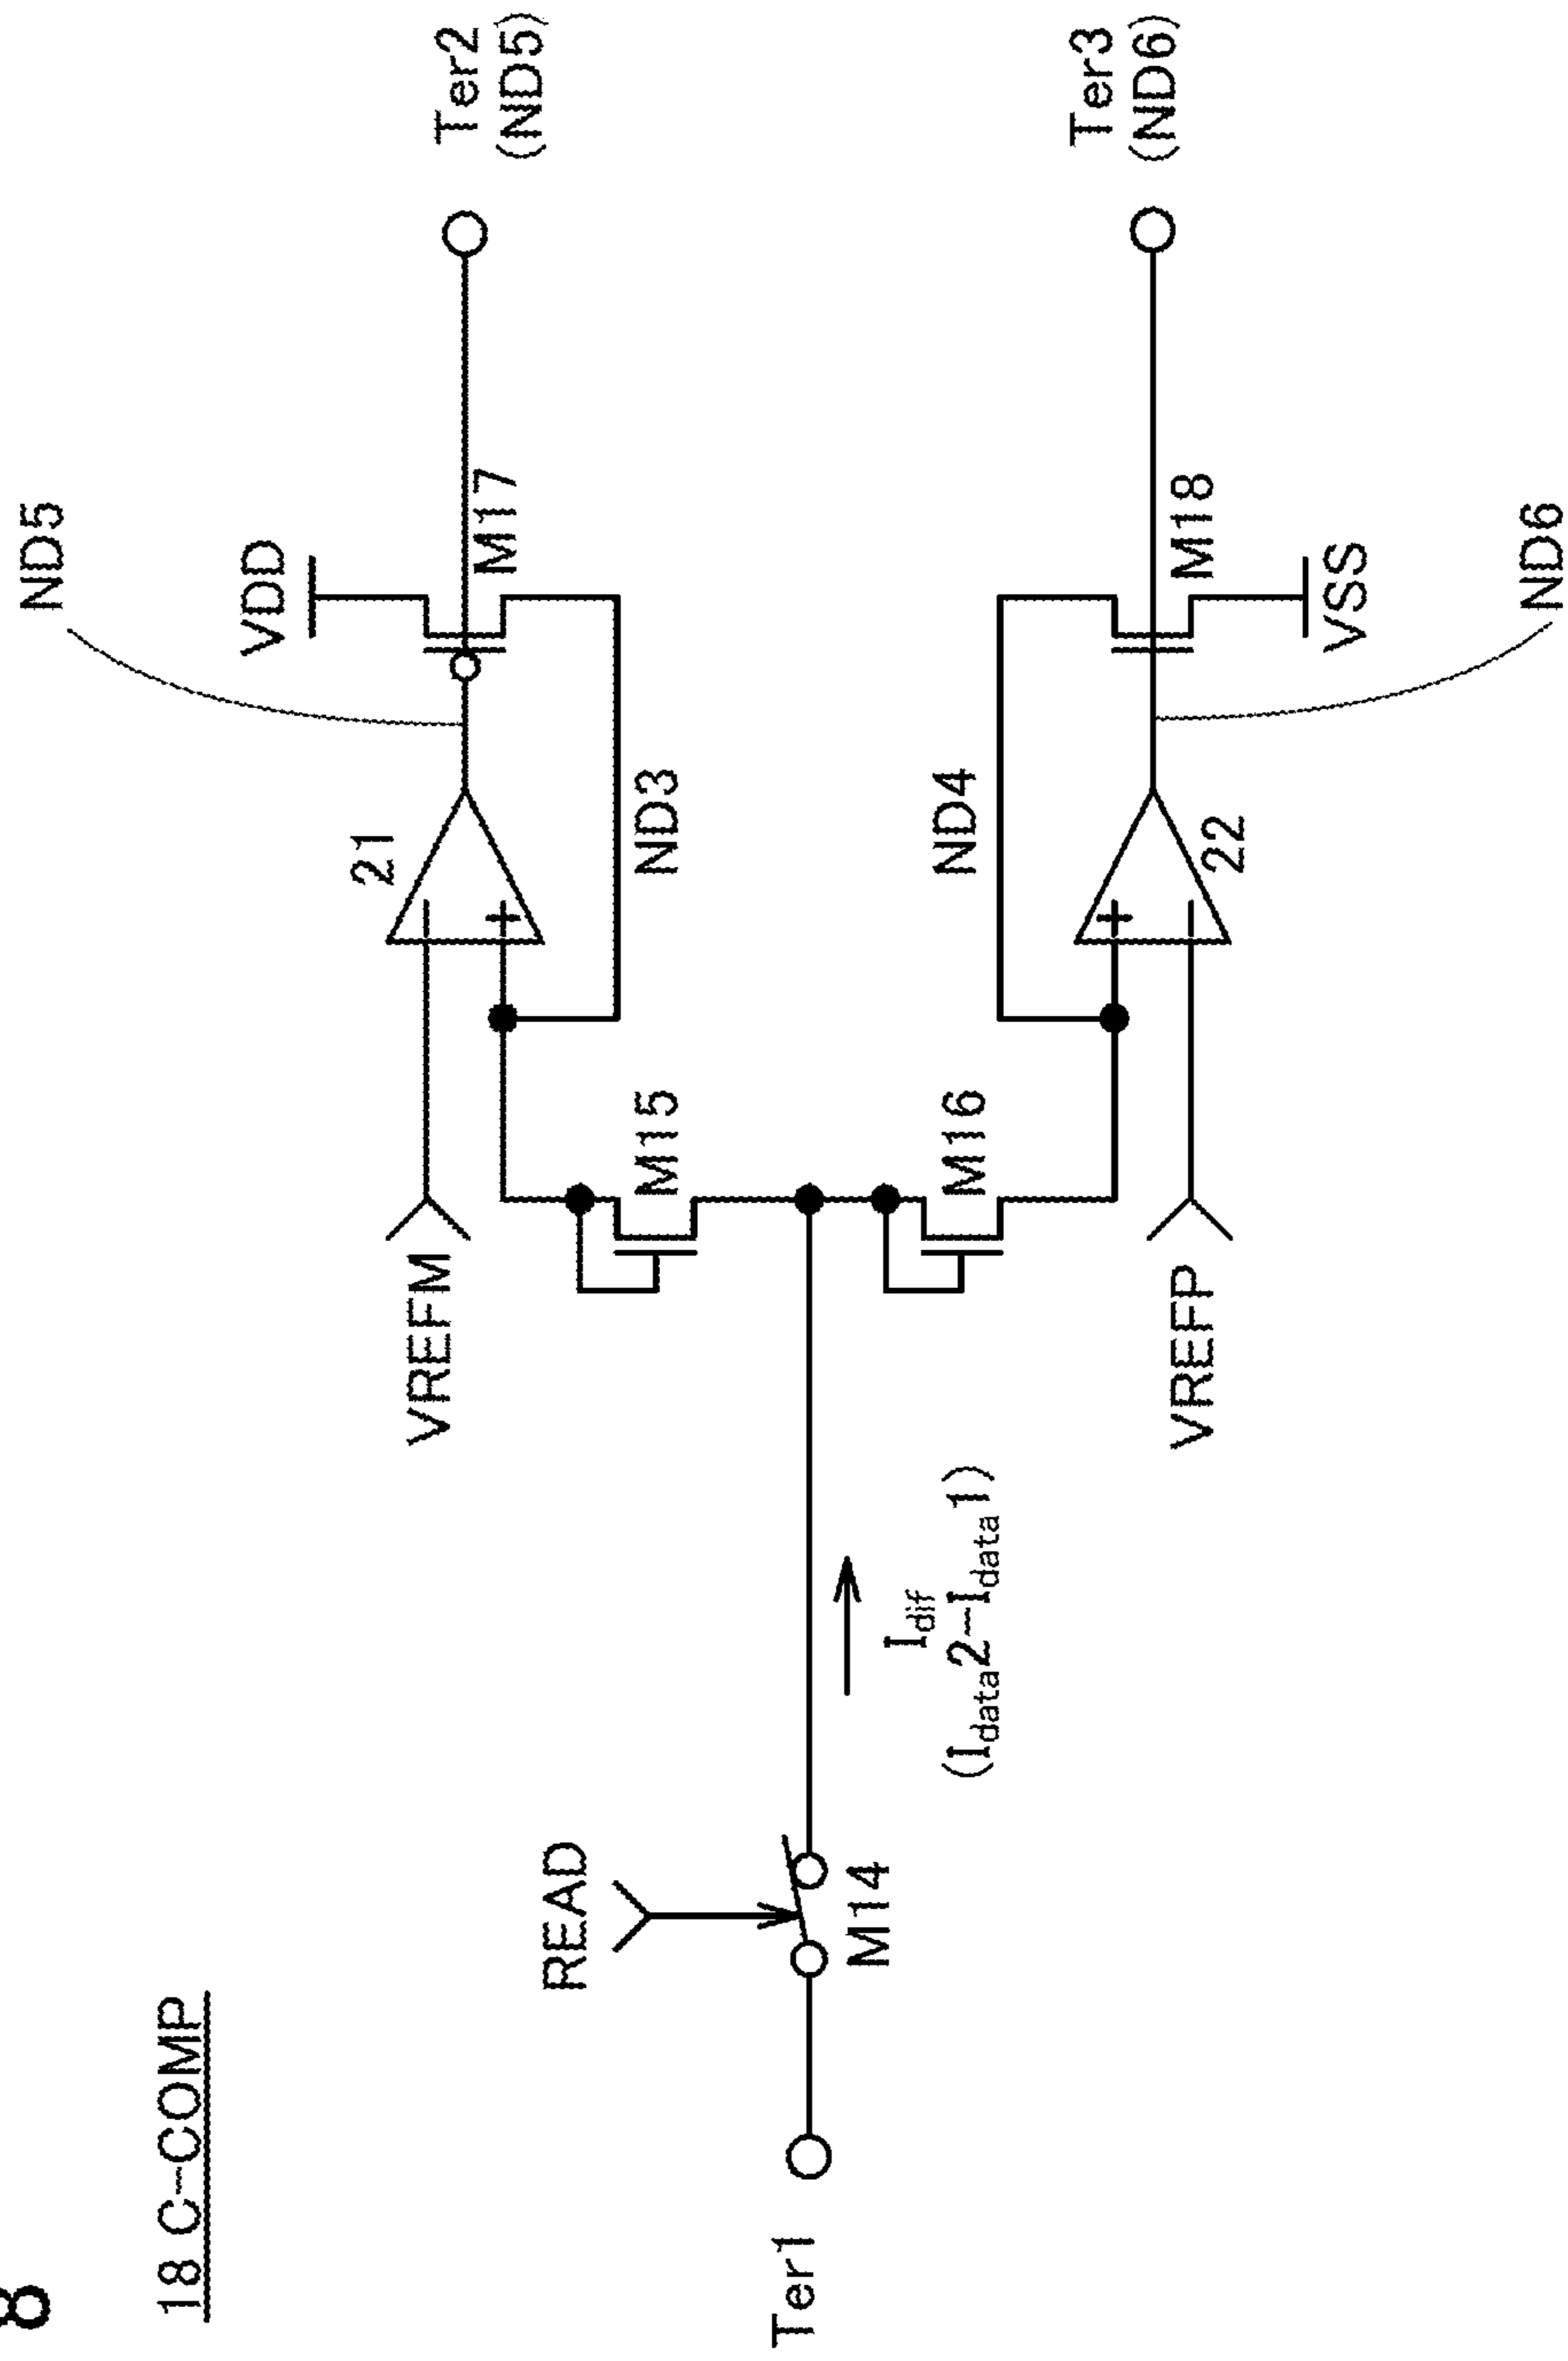 8
18 C-COMP
ND5
VDD
Ter2
(ND5)
21
M17
VREFM
ND3
READ
M15
Ter1
M14
I_dif
(I_data2-I_data1)
M16
ND4
Ter3
(ND6)
VREFP
22
M18
VSS
ND6